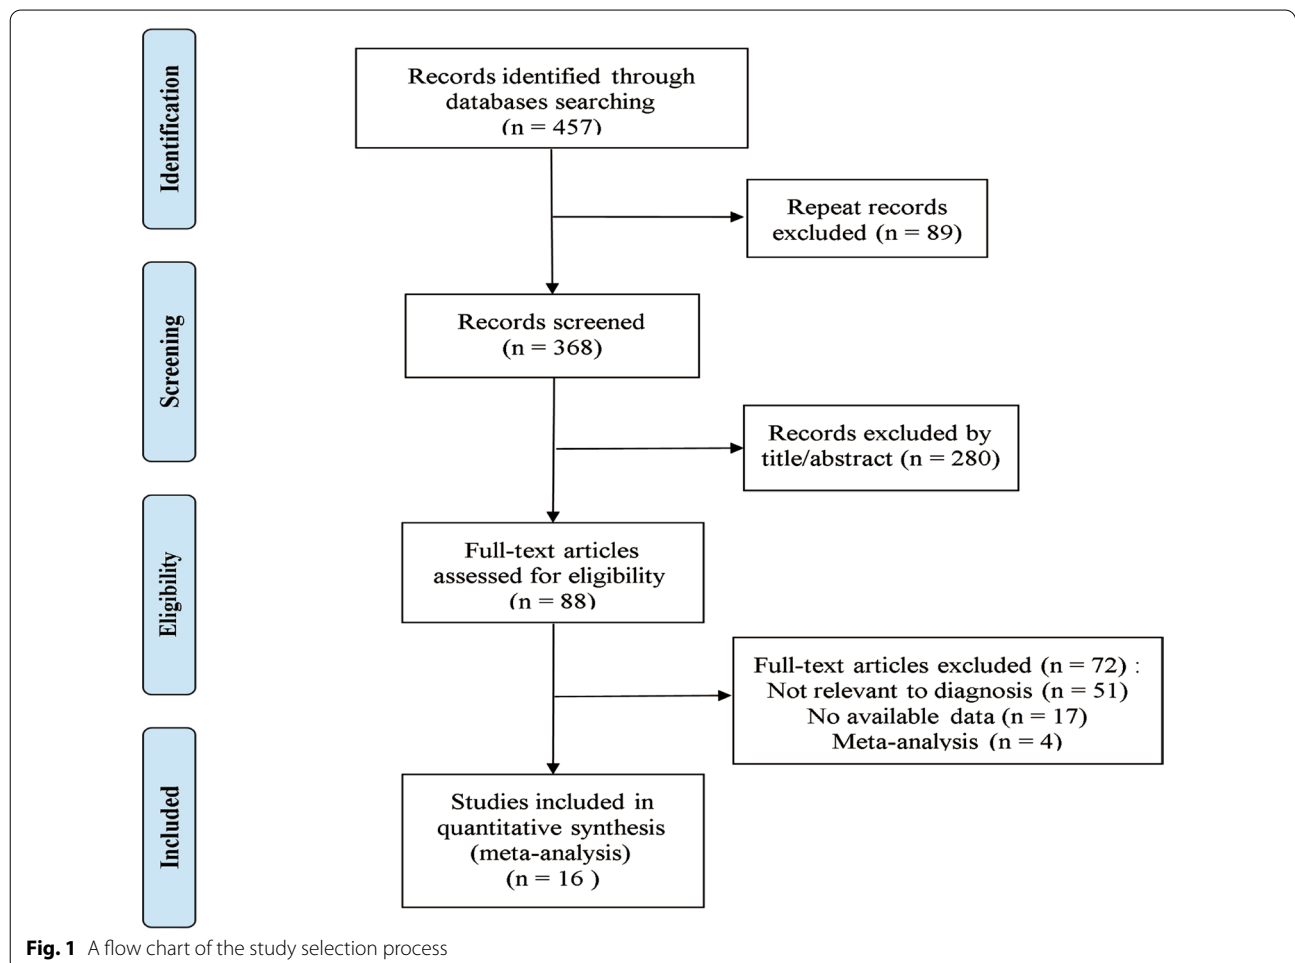 Identification
Records identified through
databases searching
(n = 457)
Repeat records
excluded (n = 89)
Screening
Records screened
(n = 368)
Records excluded by
title/abstract (n = 280)
Eligibility
Full-text articles
assessed for eligibility
(n = 88)
Full-text articles excluded (n = 72) :
Not relevant to diagnosis (n = 51)
No available data (n = 17)
Meta-analysis (n = 4)
Included
Studies included in
quantitative synthesis
(meta-analysis)
(n = 16 )
Fig. 1 A flow chart of the study selection process